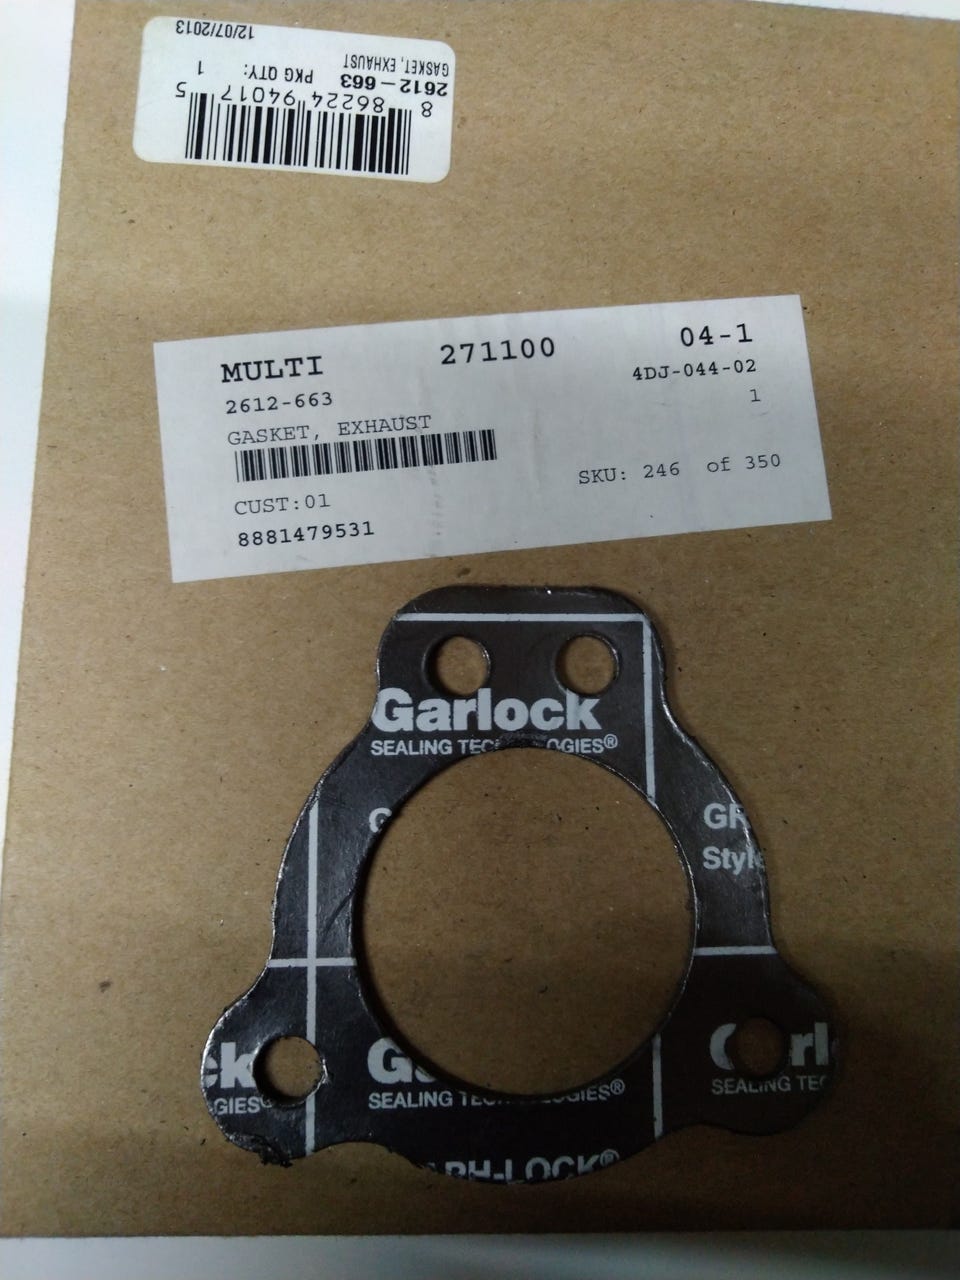 8 86224 94017 5
2612-663 PKG QTY: 1
GASKET, EXHAUST
12/07/2013
MULTI 271100 04-1
2612-663 4DJ-044-02
GASKET, EXHAUST 1
CUST:01 SKU: 246 of 350
8881479531
Garlock
SEALING TEC OGIES®
G GR
Style
ck G rl
GIES® SEALING TEC OGIES® SEALING TEC
PH-LOCK®